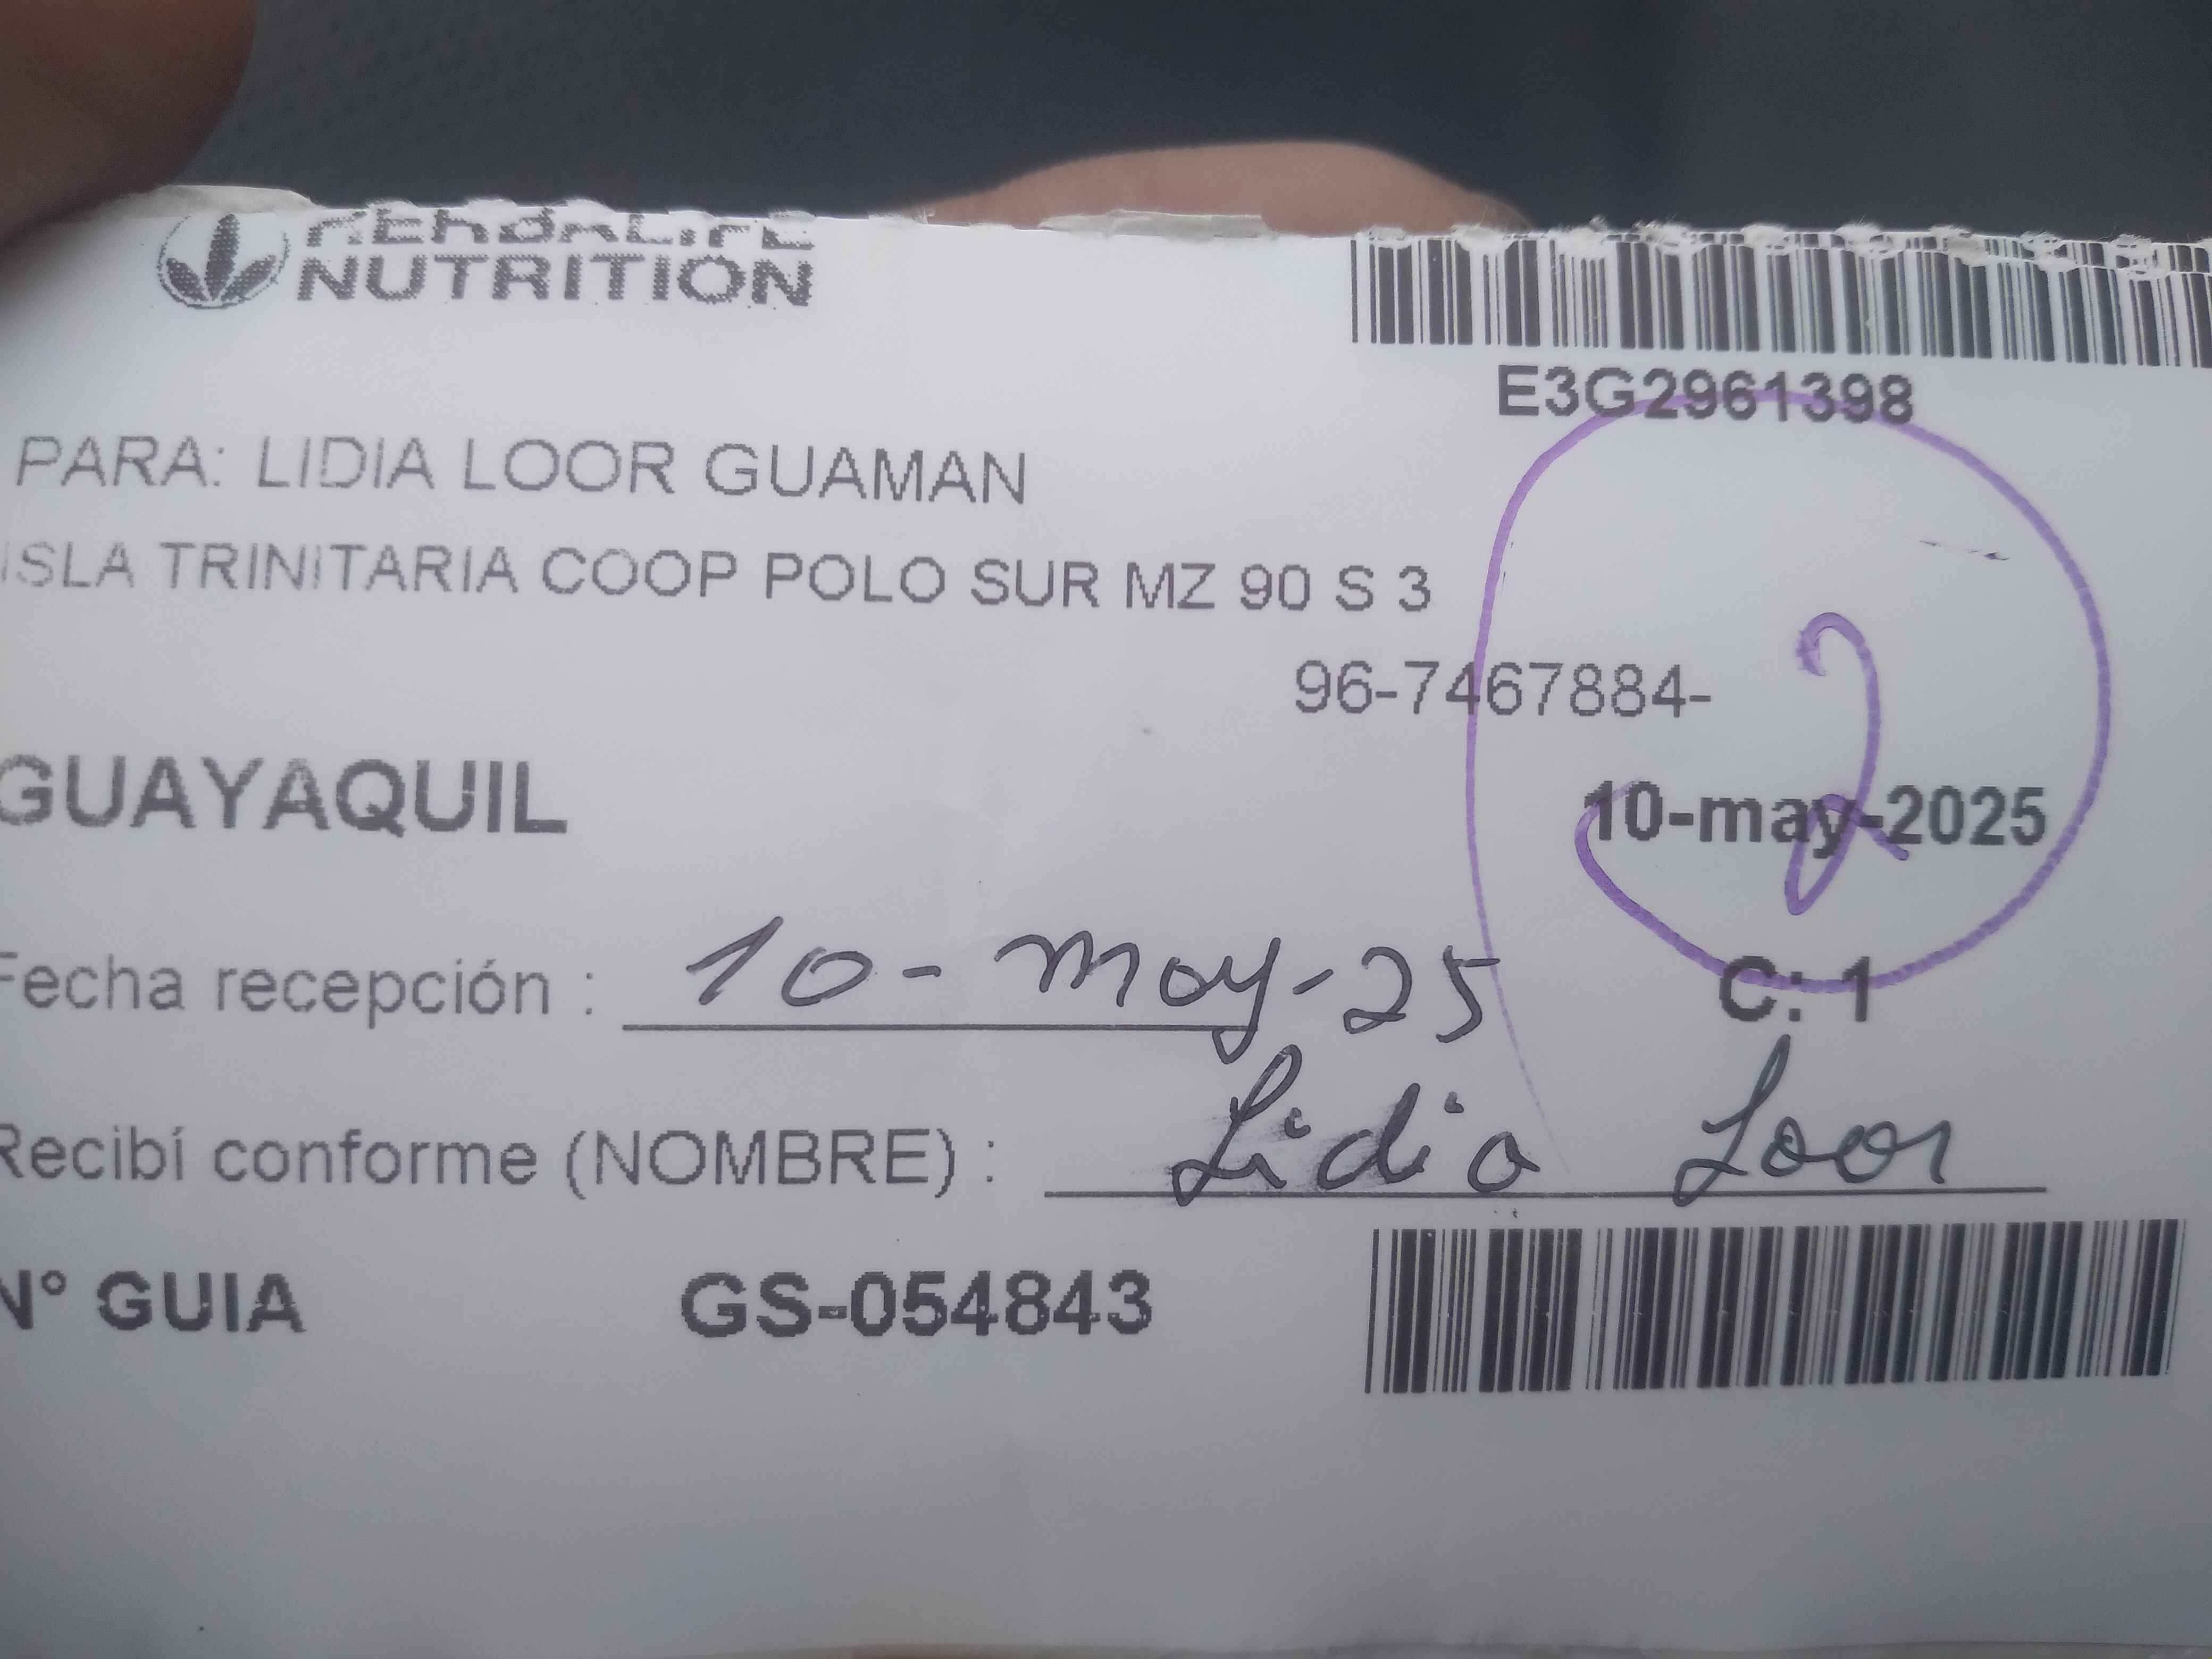 HERBALIFE
NUTRITION
E3G2961398
PARA: LIDIA LOOR GUAMAN
ISLA TRINITARIA COOP POLO SUR MZ 90 S 3
96-7467884-
2
GUAYAQUIL
10-may-2025
Fecha recepción : 10-may-25
C: 1
Recibí conforme (NOMBRE) : Lidia Loor
N° GUIA GS-054843